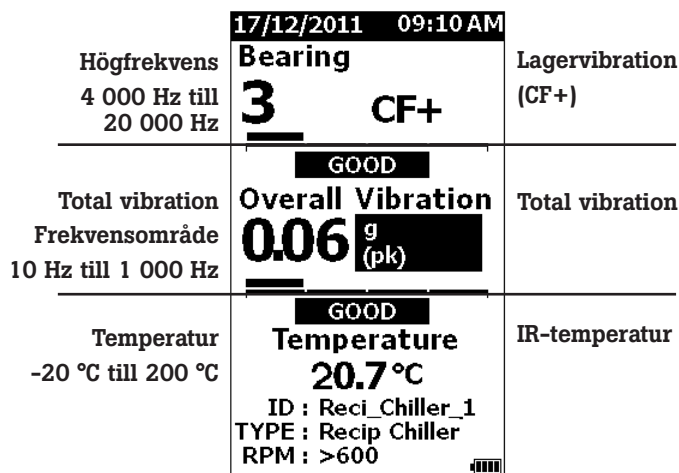 17/12/2011 09:10 AM
Högfrekvens
4 000 Hz till
20 000 Hz
Bearing
3 CF+
Lagervibration
(CF+)
GOOD
Total vibration
Frekvensområde
10 Hz till 1 000 Hz
Overall Vibration
0.06 g
(pk)
Total vibration
GOOD
Temperatur
-20 °C till 200 °C
Temperature
20.7 °C
IR-temperatur
ID : Reci_Chiller_1
TYPE : Recip Chiller
RPM : >600